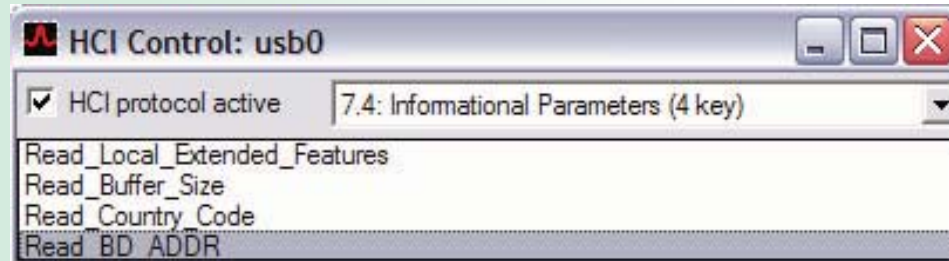 HCI Control: usb0
HCI protocol active 7.4: Informational Parameters (4 key)
Read_Local_Extended_Features
Read_Buffer_Size
Read_Country_Code
Read_BD_ADDR